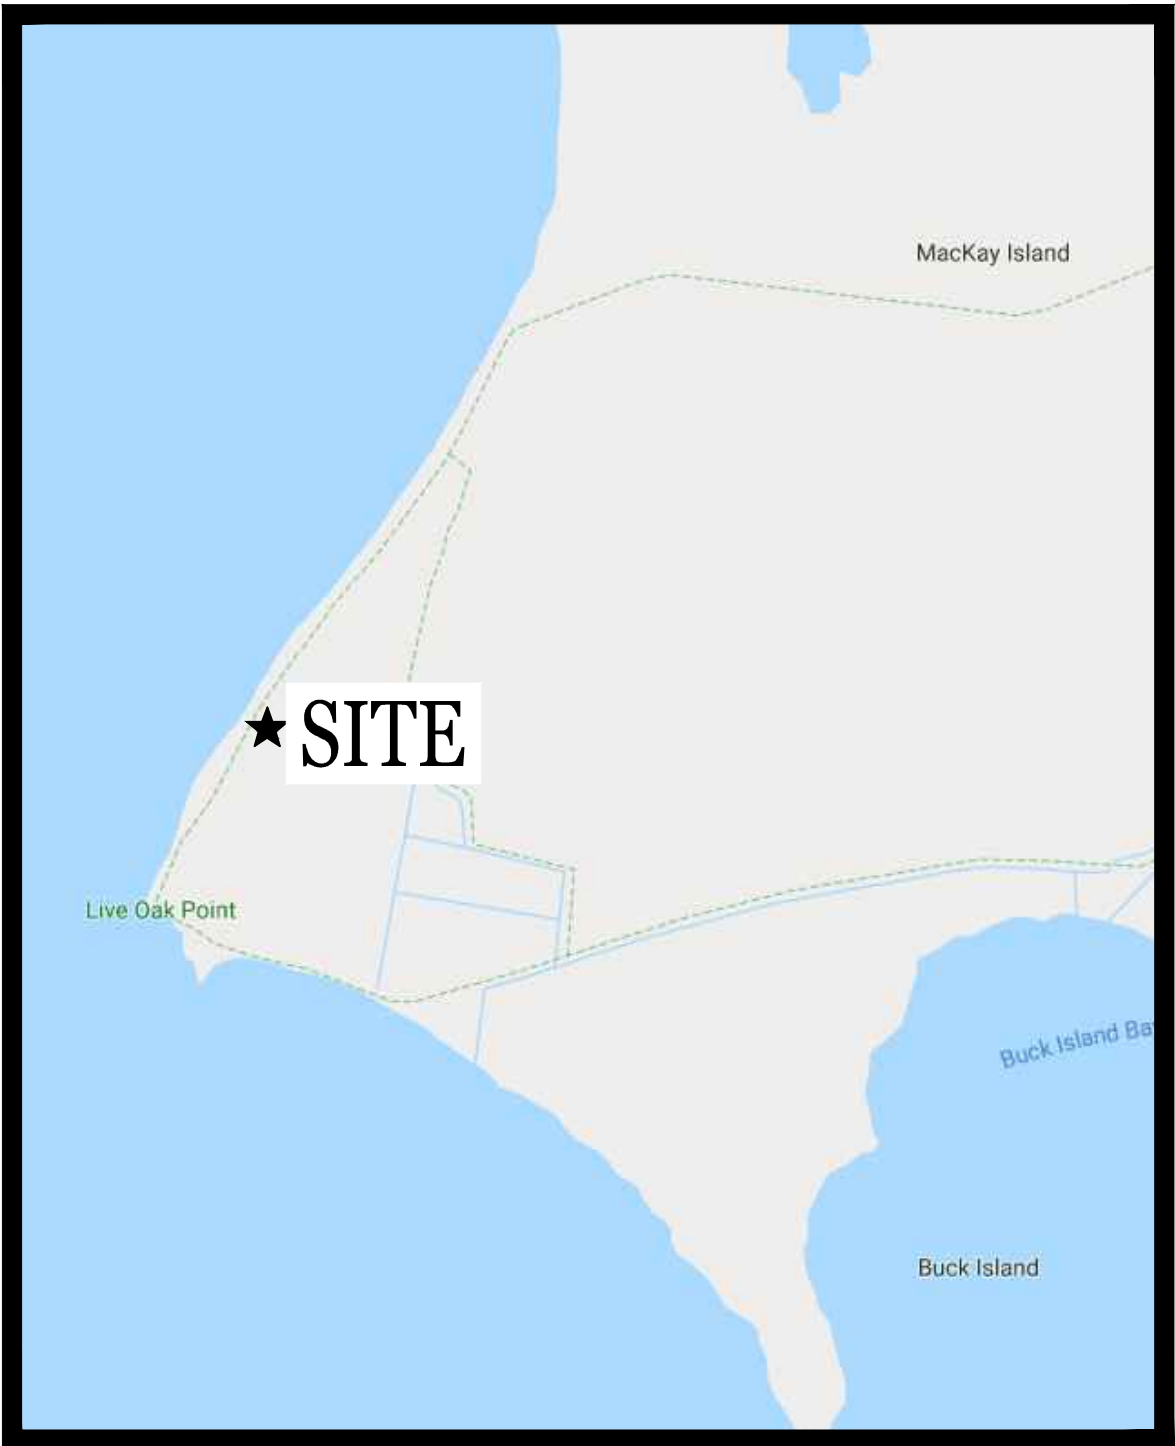 MacKay Island
SITE
Live Oak Point
Buck Island Ba
Buck Island